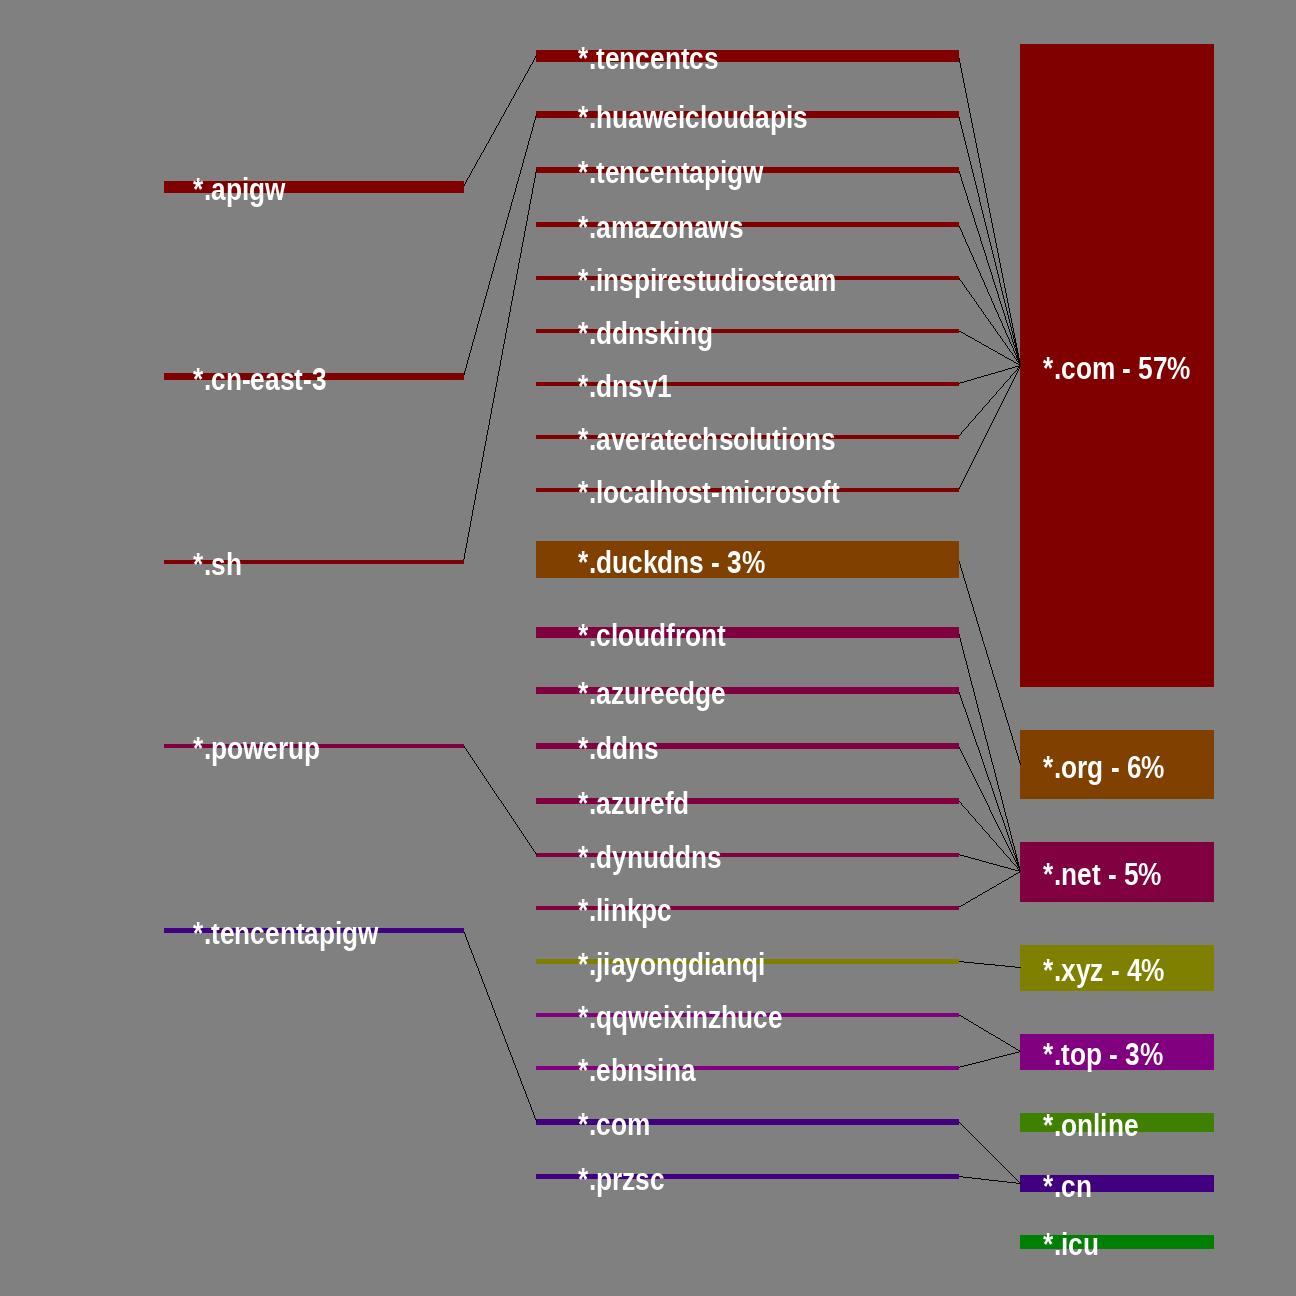 *.apigw
*.cn-east-3
*.sh
*.powerup
*.tencentapigw
*.tencentcs
*.huaweicloudapis
*.tencentapigw
*.amazonaws
*.inspirestudiosteam
*.ddnsking
*.dnsv1
*.averatechsolutions
*.localhost-microsoft
*.duckdns - 3%
*.cloudfront
*.azureedge
*.ddns
*.azurefd
*.dynuddns
*.linkpc
*.jiayongdianqi
*.qqweixinzhuce
*.ebnsina
*.com
*.przsc
*.com - 57%
*.org - 6%
*.net - 5%
*.xyz - 4%
*.top - 3%
*.online
*.cn
*.icu